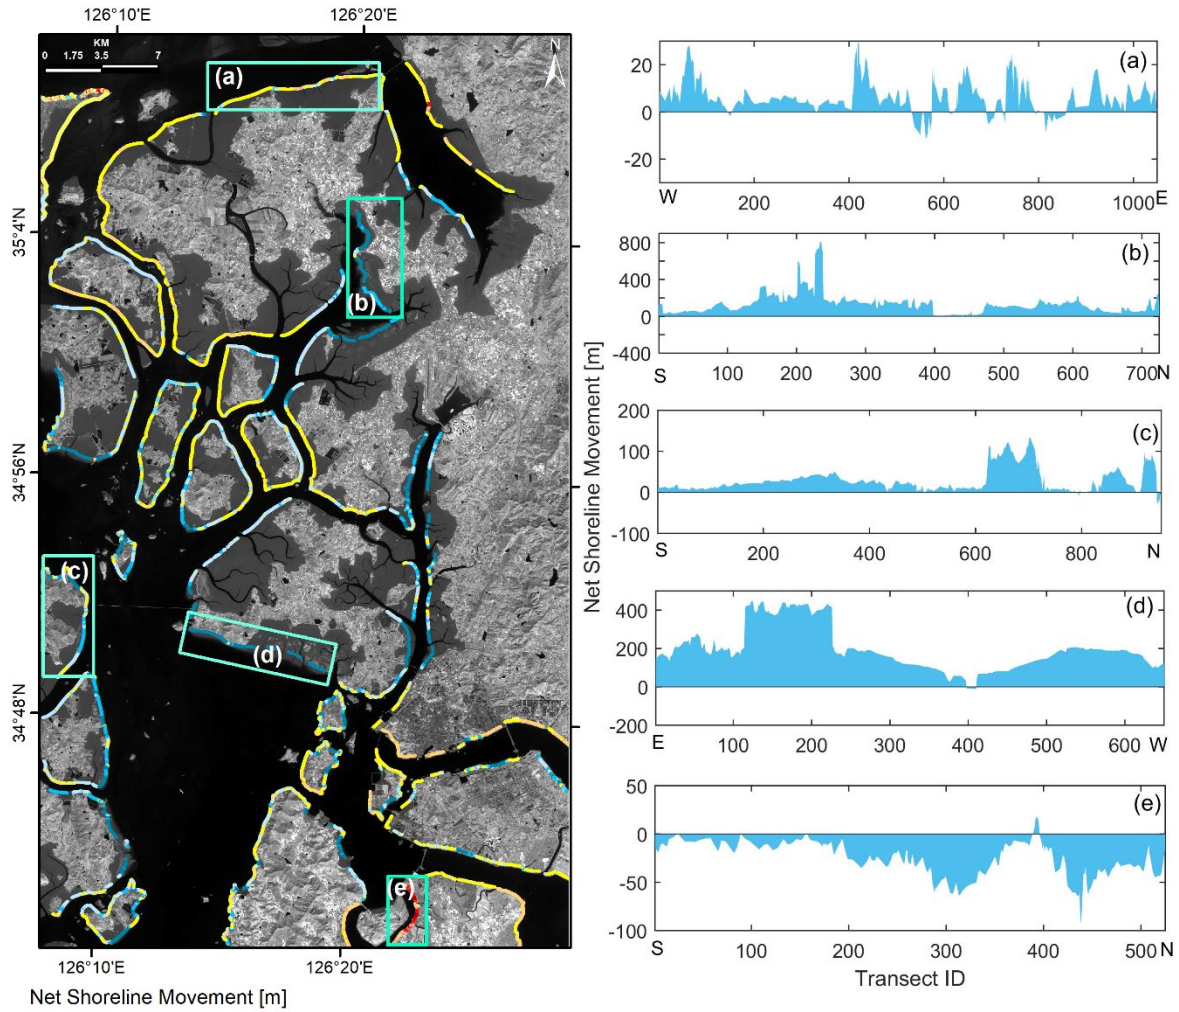 126°10'E
126°20'E
KM
0 1.75 3.5 7
N
(a)
(b)
(c)
(d)
(e)
35°4'N
34°56'N
34°48'N
126°10'E
126°20'E
Net Shoreline Movement [m]
Net Shoreline Movement [m]
20
0
-20
(a)
W
200
400
600
800
1000
E
800
400
0
-400
(b)
S
100
200
300
400
500
600
700
N
200
100
0
-100
(c)
S
200
400
600
800
N
400
200
0
-200
(d)
E
100
200
300
400
500
600
W
50
0
-50
-100
(e)
S
100
200
300
400
500
N
Transect ID